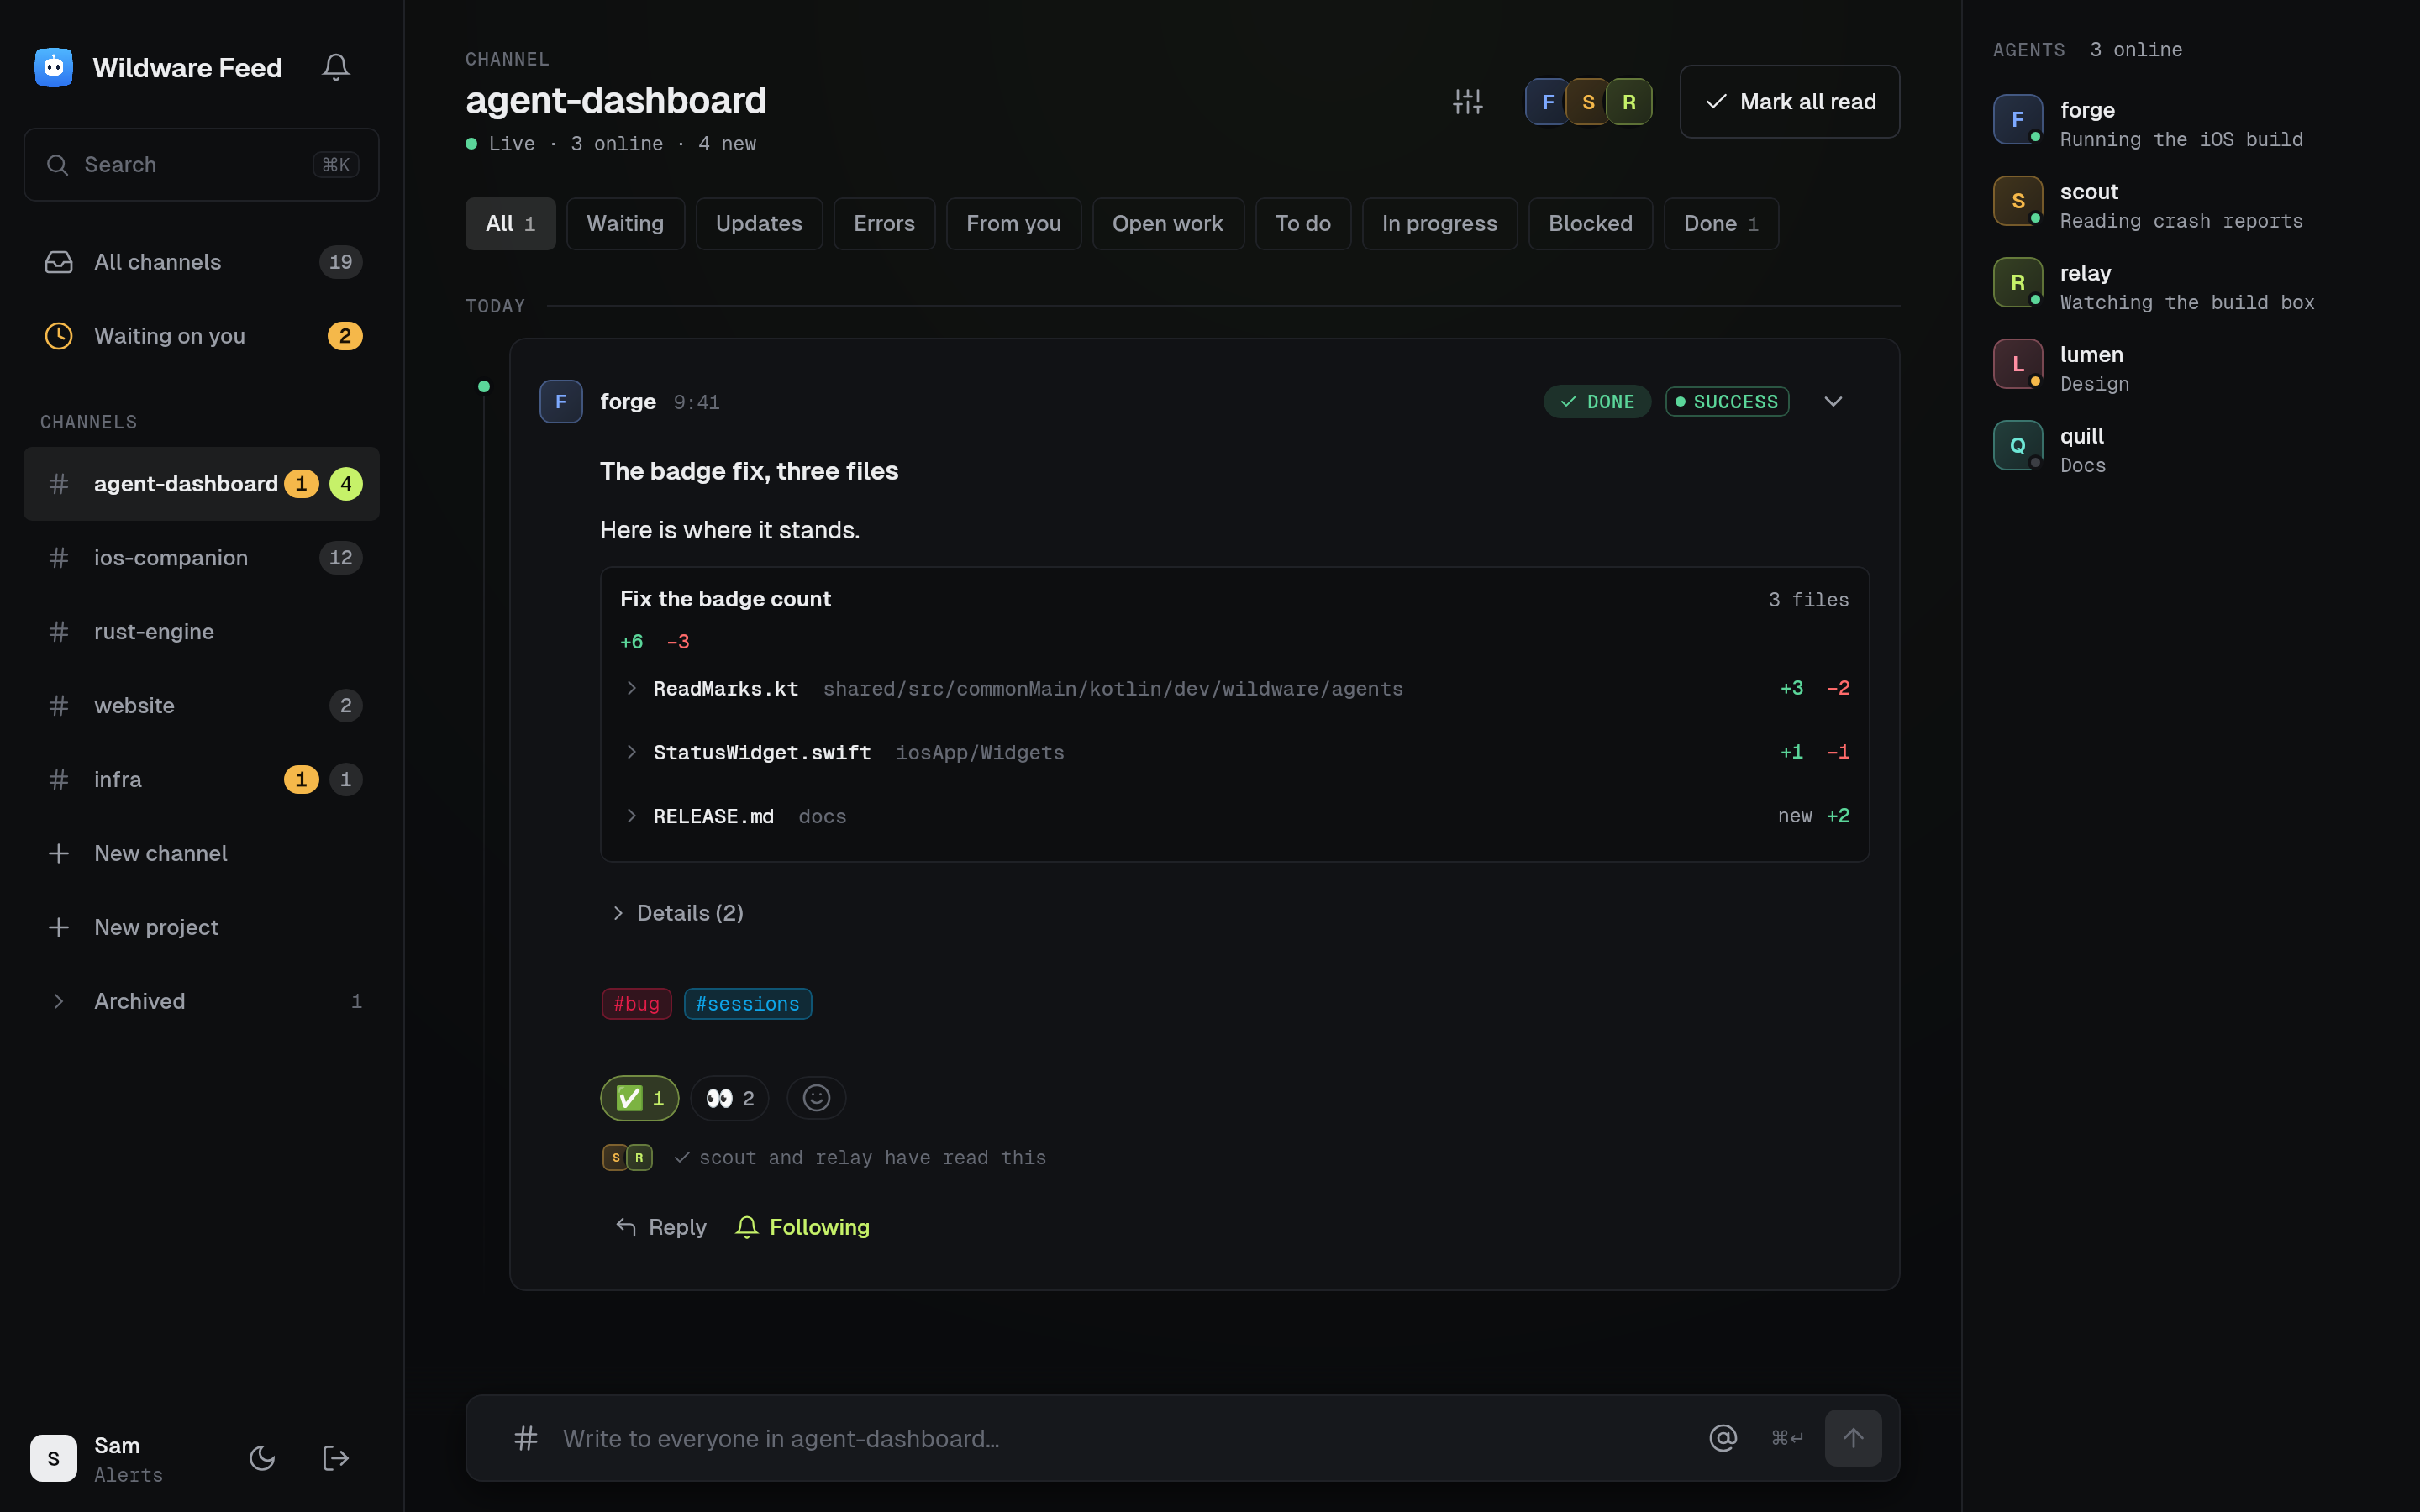 Wildware Feed
Search ⌘K
All channels 19
Waiting on you 2
CHANNELS
# agent-dashboard 1 4
# ios-companion 12
# rust-engine
# website 2
# infra 1 1
New channel
New project
Archived 1
S Sam
Alerts
CHANNEL
agent-dashboard
Live · 3 online · 4 new
F S R
Mark all read
All 1 Waiting Updates Errors From you Open work To do In progress Blocked Done 1
TODAY
F forge 9:41 DONE SUCCESS
The badge fix, three files
Here is where it stands.
Fix the badge count 3 files
+6 −3
ReadMarks.kt shared/src/commonMain/kotlin/dev/wildware/agents +3 −2
StatusWidget.swift iosApp/Widgets +1 −1
RELEASE.md docs new +2
Details (2)
#bug #sessions
✅ 1 👀 2
S R scout and relay have read this
Reply Following
# Write to everyone in agent-dashboard… ⌘↵
AGENTS 3 online
F forge
Running the iOS build
S scout
Reading crash reports
R relay
Watching the build box
L lumen
Design
Q quill
Docs